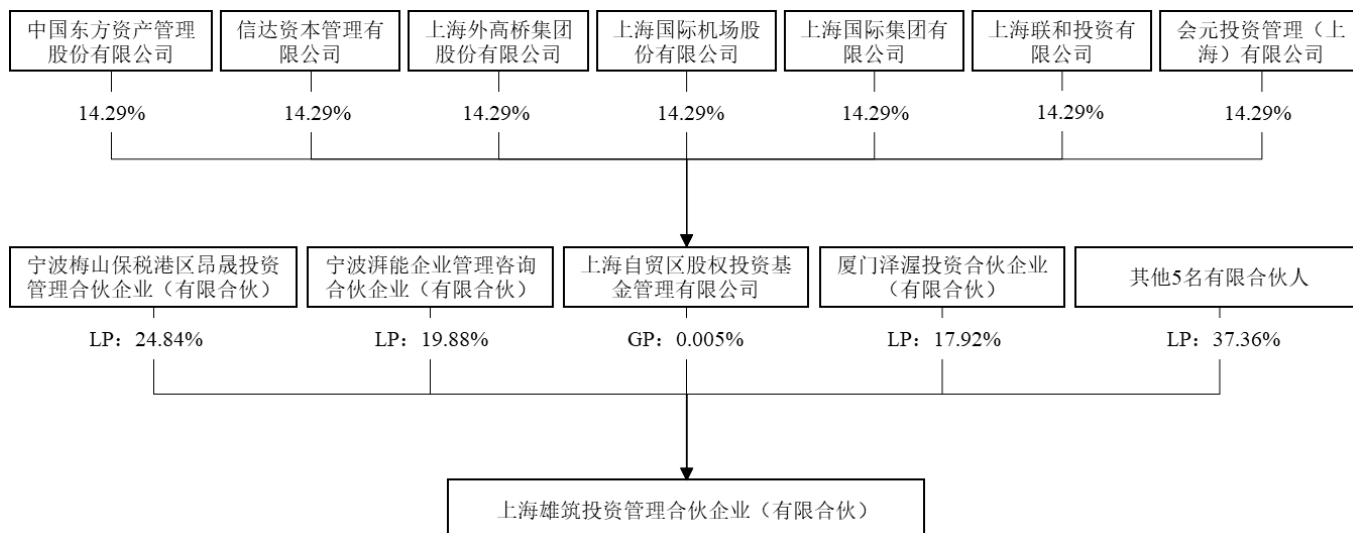 中国东方资产管理
股份有限公司
信达资本管理有
限公司
上海外高桥集团
股份有限公司
上海国际机场股
份有限公司
上海国际集团有
限公司
上海联和投资有
限公司
会元投资管理（上
海）有限公司
14.29%
14.29%
14.29%
14.29%
14.29%
14.29%
14.29%
宁波梅山保税港区昂晟投资
管理合伙企业（有限合伙）
宁波湃能企业管理咨询
合伙企业（有限合伙）
上海自贸区股权投资基
金管理有限公司
厦门泽渥投资合伙企业
（有限合伙）
其他5名有限合伙人
LP：24.84%
LP：19.88%
GP：0.005%
LP：17.92%
LP：37.36%
上海雄筑投资管理合伙企业（有限合伙）